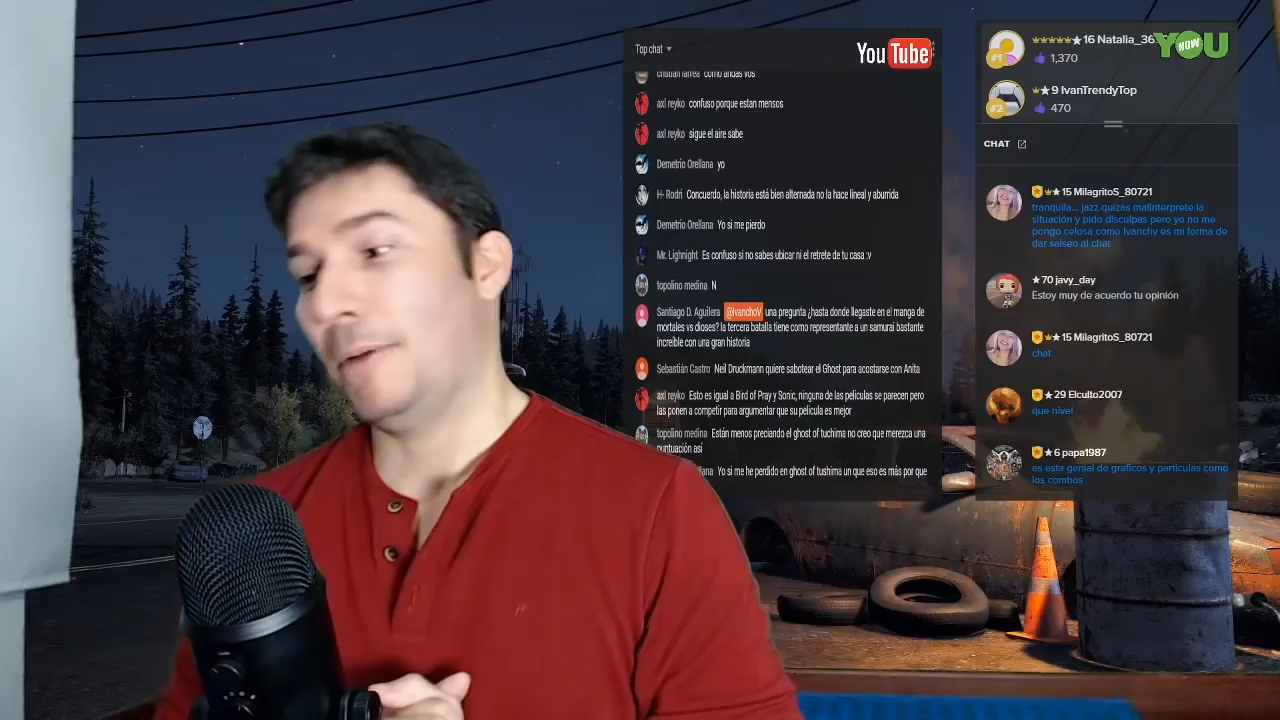 Top chat
YouTube
cristian larrea como andas vos
axl reyko confuso porque estan mensos
axl reyko sigue el aire sabe
Demetrio Orellana yo
H- Rodri Concuerdo, la historia está bien alternada no la hace lineal y aburrida
Demetrio Orellana Yo si me pierdo
Mr. Lighnight Es confuso si no sabes ubicar ni el retrete de tu casa :v
topolino medina N
Santiago D. Aguilera @IvanchoV una pregunta ¿hasta donde llegaste en el manga de
mortales vs dioses? la tercera batalla tiene como representante a un samurai bastante
increíble con una gran historia
Sebastián Castro Neil Druckmann quiere sabotear el Ghost para acostarse con Anita
axl reyko Esto es igual a Bird of Pray y Sonic, ninguna de las peliculas se parecen pero
las ponen a competir para argumentar que su pelicula es mejor
topolino medina Están menos preciando el ghost of tuchima no creo que merezca una
puntuación así
llana Yo si me he perdido en ghost of tushima un que eso es más por que
#1 16 Natalia_36
YOU NOW
1,370
#2 9 IvanTrendyTop
470
CHAT
15 MilagritoS_80721
tranquila... jazz quizás malinterprete la
situación y pido disculpas pero yo no me
pongo celosa como Ivanchv es mi forma de
dar salseo al char
70 javy_day
Estoy muy de acuerdo tu opinión
15 MilagritoS_80721
chat
29 Elculto2007
que nivel
6 papa1987
es esta genial de graficos y particulas como
los combos